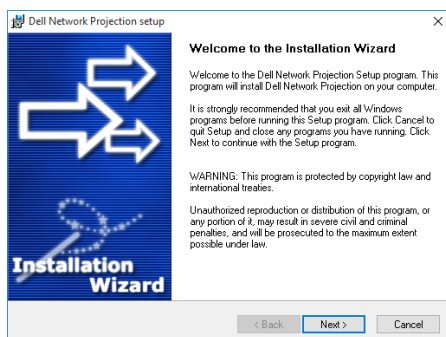 Dell Network Projection setup
Welcome to the Installation Wizard
Welcome to the Dell Network Projection Setup program. This
program will install Dell Network Projection on your computer.
It is strongly recommended that you exit all Windows
programs before running this Setup program. Click Cancel to
quit Setup and close any programs you have running. Click
Next to continue with the Setup program.
WARNING: This program is protected by copyright law and
international treaties.
Unauthorized reproduction or distribution of this program, or
any portion of it, may result in severe civil and criminal
penalties, and will be prosecuted to the maximum extent
possible under law.
Installation
Wizard
< Back
Next >
Cancel